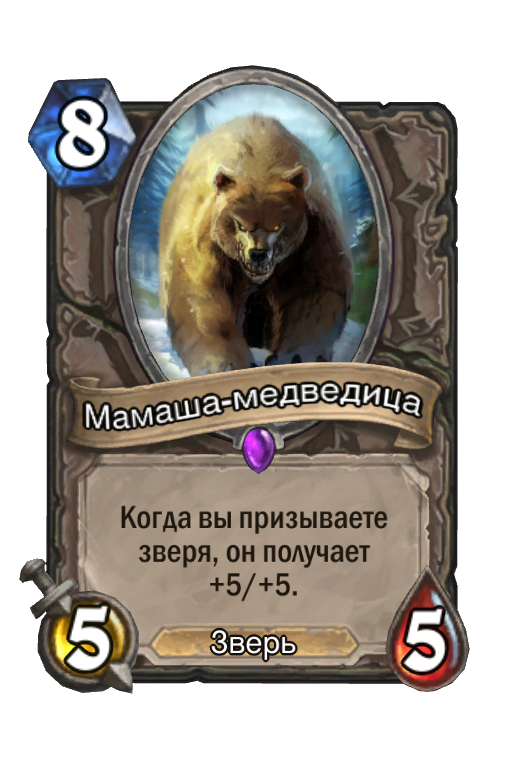 8
Мамаша-медведица
Когда вы призываете
зверя, он получает
+5/+5.
5
Зверь
5